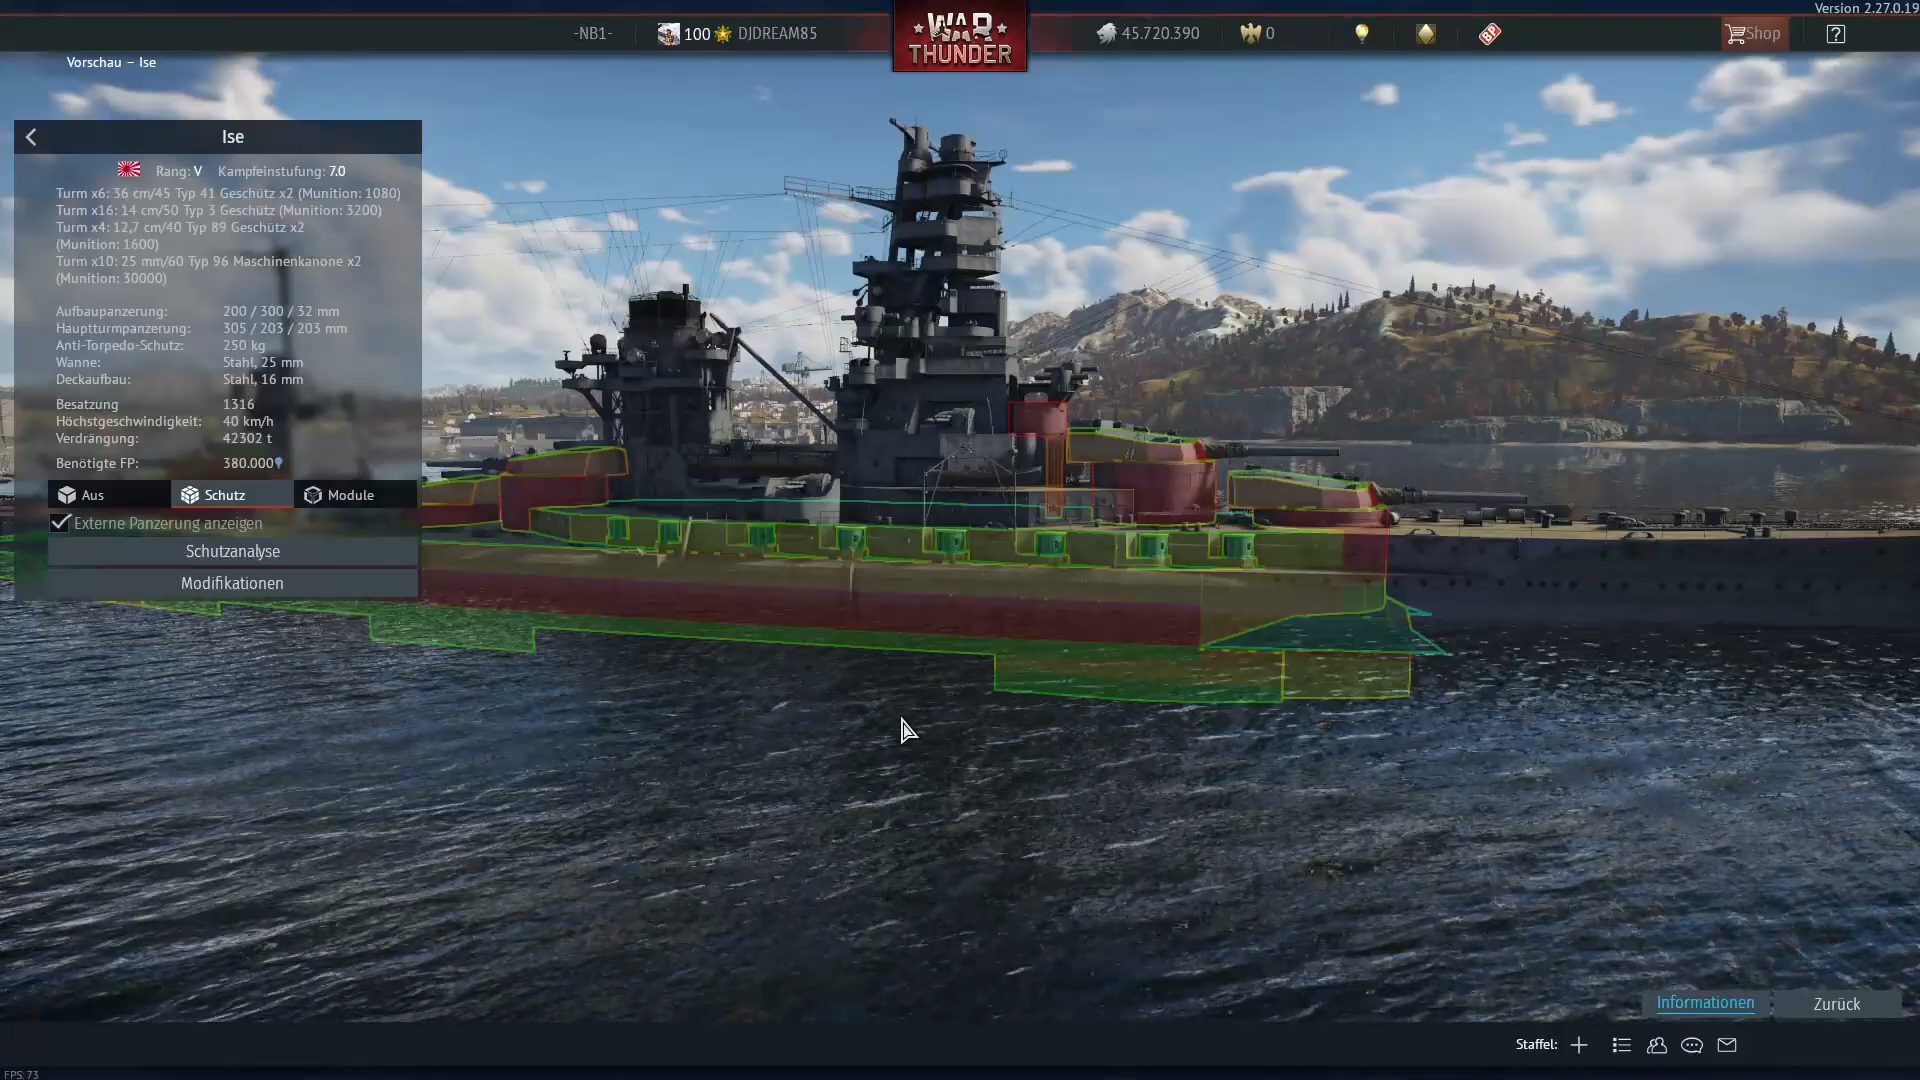 Version 2.27.0.19
-NB1-
100 DJDREAM85
WAR THUNDER
45.720.390
0
BP
Shop
?
Vorschau – Ise
Ise
Rang: V Kampfeinstufung: 7.0
Turm x6: 36 cm/45 Typ 41 Geschütz x2 (Munition: 1080)
Turm x16: 14 cm/50 Typ 3 Geschütz (Munition: 3200)
Turm x4: 12,7 cm/40 Typ 89 Geschütz x2
(Munition: 1600)
Turm x10: 25 mm/60 Typ 96 Maschinenkanone x2
(Munition: 30000)
Aufbaupanzerung: 200 / 300 / 32 mm
Hauptturmpanzerung: 305 / 203 / 203 mm
Anti-Torpedo-Schutz: 250 kg
Wanne: Stahl, 25 mm
Deckaufbau: Stahl, 16 mm
Besatzung 1316
Höchstgeschwindigkeit: 40 km/h
Verdrängung: 42302 t
Benötigte FP: 380.000
Aus Schutz Module
Externe Panzerung anzeigen
Schutzanalyse
Modifikationen
Informationen Zurück
Staffel:
FPS: 73